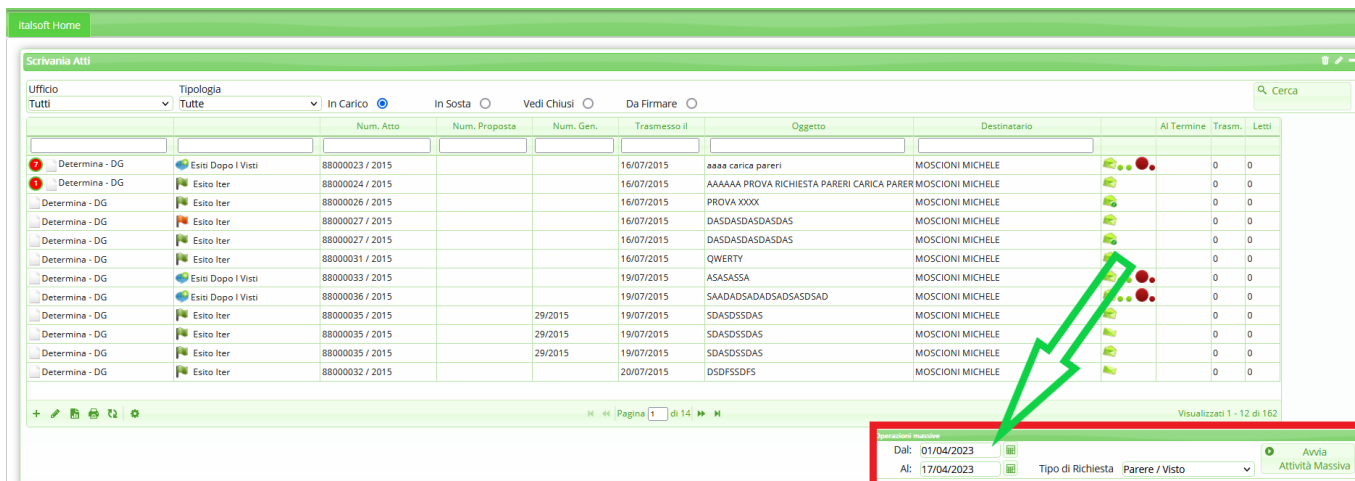 italsoft Home
Scrivania Atti
Ufficio Tipologia
Tutti Tutte In Carico In Sosta Vedi Chiusi Da Firmare Cerca
Num. Atto Num. Proposta Num. Gen. Trasmesso il Oggetto Destinatario Al Termine Trasm. Letti
7 Determina - DG Esiti Dopo I Visti 88000023 / 2015 16/07/2015 aaaa carica pareri MOSCIONI MICHELE 0 0
1 Determina - DG Esito Iter 88000024 / 2015 16/07/2015 AAAAAA PROVA RICHIESTA PARERI CARICA PARER MOSCIONI MICHELE 0 0
Determina - DG Esito Iter 88000026 / 2015 16/07/2015 PROVA XXXX MOSCIONI MICHELE 0 0
Determina - DG Esito Iter 88000027 / 2015 16/07/2015 DASDASDASDASDAS MOSCIONI MICHELE 0 0
Determina - DG Esito Iter 88000027 / 2015 16/07/2015 DASDASDASDASDAS MOSCIONI MICHELE 0 0
Determina - DG Esito Iter 88000031 / 2015 16/07/2015 QWERTY MOSCIONI MICHELE 0 0
Determina - DG Esiti Dopo I Visti 88000033 / 2015 19/07/2015 ASASASSA MOSCIONI MICHELE 0 0
Determina - DG Esiti Dopo I Visti 88000036 / 2015 19/07/2015 SAADADSADADSADSASDSAD MOSCIONI MICHELE 0 0
Determina - DG Esito Iter 88000035 / 2015 29/2015 19/07/2015 SDASDSSDAS MOSCIONI MICHELE 0 0
Determina - DG Esito Iter 88000035 / 2015 29/2015 19/07/2015 SDASDSSDAS MOSCIONI MICHELE 0 0
Determina - DG Esito Iter 88000035 / 2015 29/2015 19/07/2015 SDASDSSDAS MOSCIONI MICHELE 0 0
Determina - DG Esito Iter 88000032 / 2015 20/07/2015 DSDFSSDFS MOSCIONI MICHELE 0 0
Pagina 1 di 14 Visualizzati 1 - 12 di 162
Operazioni massive
Dal: 01/04/2023 Avvia
Al: 17/04/2023 Tipo di Richiesta Parere / Visto Attività Massiva